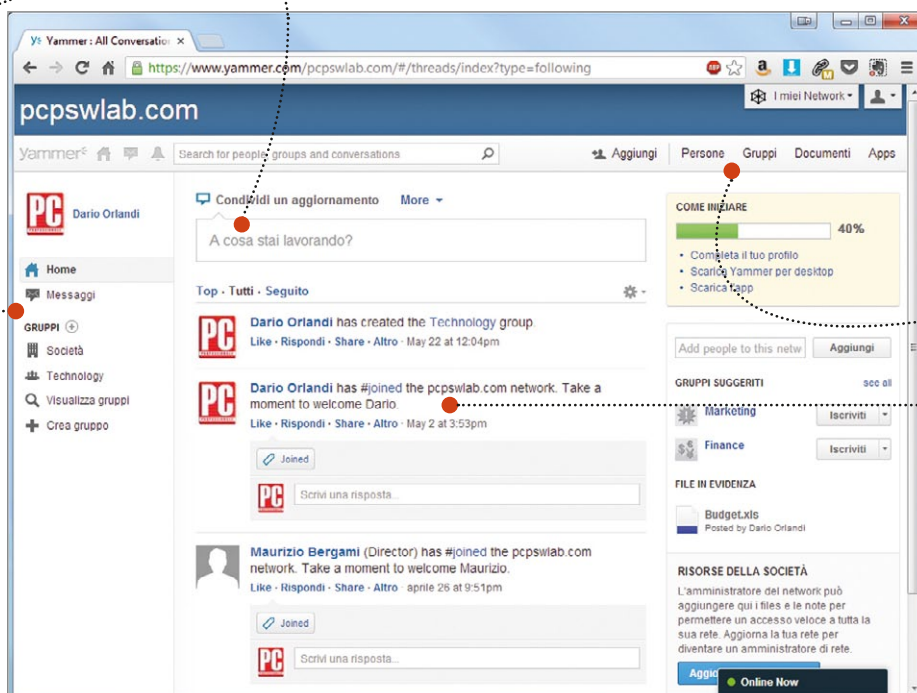 Yammer : All Conversation
https://www.yammer.com/pcpswlab.com/#/threads/index?type=following
I miei Network
pcpswlab.com
yammer
Search for people, groups and conversations
Aggiungi
Persone
Gruppi
Documenti
Apps
PC
Dario Orlandi
Home
Messaggi
GRUPPI
Società
Technology
Visualizza gruppi
Crea gruppo
Condividi un aggiornamento
More
A cosa stai lavorando?
Top · Tutti · Seguito
PC
Dario Orlandi has created the Technology group.
Like · Rispondi · Share · Altro · May 22 at 12:04pm
PC
Dario Orlandi has #joined the pcpswlab.com network. Take a
moment to welcome Dario.
Like · Rispondi · Share · Altro · May 2 at 3:53pm
Joined
PC
Scrivi una risposta...
Maurizio Bergami (Director) has #joined the pcpswlab.com
network. Take a moment to welcome Maurizio.
Like · Rispondi · Share · Altro · aprile 26 at 9:51pm
Joined
PC
Scrivi una risposta...
COME INIZIARE
40%
• Completa il tuo profilo
• Scarica Yammer per desktop
• Scarica l'app
Add people to this netw
Aggiungi
GRUPPI SUGGERITI
see all
Marketing
Iscriviti
Finance
Iscriviti
FILE IN EVIDENZA
Budget.xls
Posted by Dario Orlandi
RISORSE DELLA SOCIETÀ
L'amministratore del network può
aggiungere qui i files e le note per
permettere un accesso veloce a tutta la
sua rete. Aggiorna la tua rete per
diventare un amministratore di rete.
Online Now